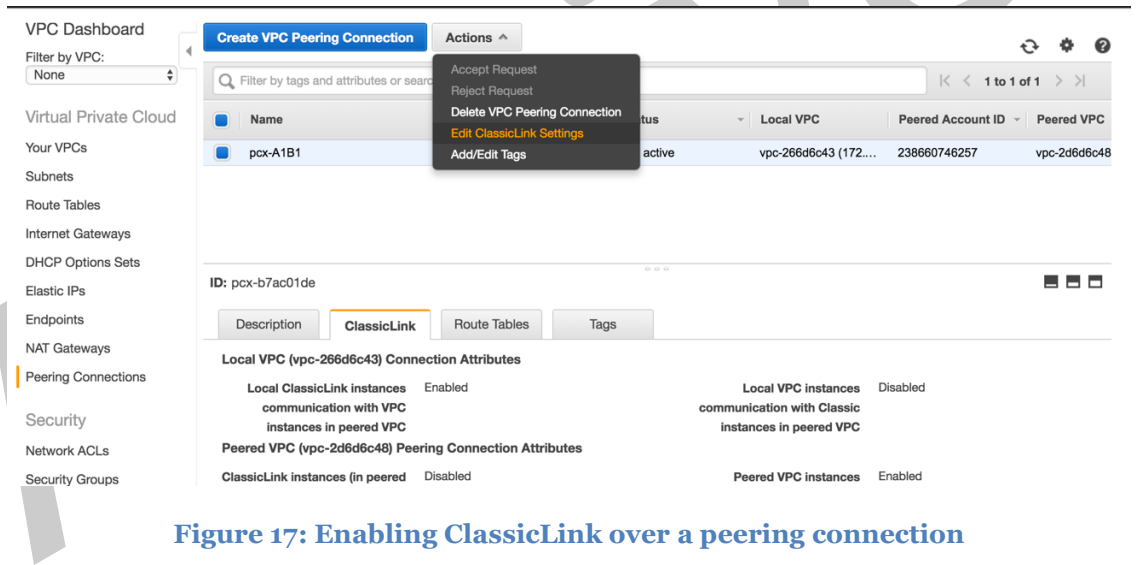 VPC Dashboard
Filter by VPC:
None
Virtual Private Cloud
Your VPCs
Subnets
Route Tables
Internet Gateways
DHCP Options Sets
Elastic IPs
Endpoints
NAT Gateways
Peering Connections
Security
Network ACLs
Security Groups
Create VPC Peering Connection Actions
Filter by tags and attributes or searc
1 to 1 of 1
Accept Request
Reject Request
Delete VPC Peering Connection
Edit ClassicLink Settings
Add/Edit Tags
Name tus Local VPC Peered Account ID Peered VPC
pcx-A1B1 active vpc-266d6c43 (172.... 238660746257 vpc-2d6d6c48
ID: pcx-b7ac01de
Description ClassicLink Route Tables Tags
Local VPC (vpc-266d6c43) Connection Attributes
Local ClassicLink instances Enabled Local VPC instances Disabled
communication with VPC communication with Classic
instances in peered VPC instances in peered VPC
Peered VPC (vpc-2d6d6c48) Peering Connection Attributes
ClassicLink instances (in peered Disabled Peered VPC instances Enabled
Figure 17: Enabling ClassicLink over a peering connection